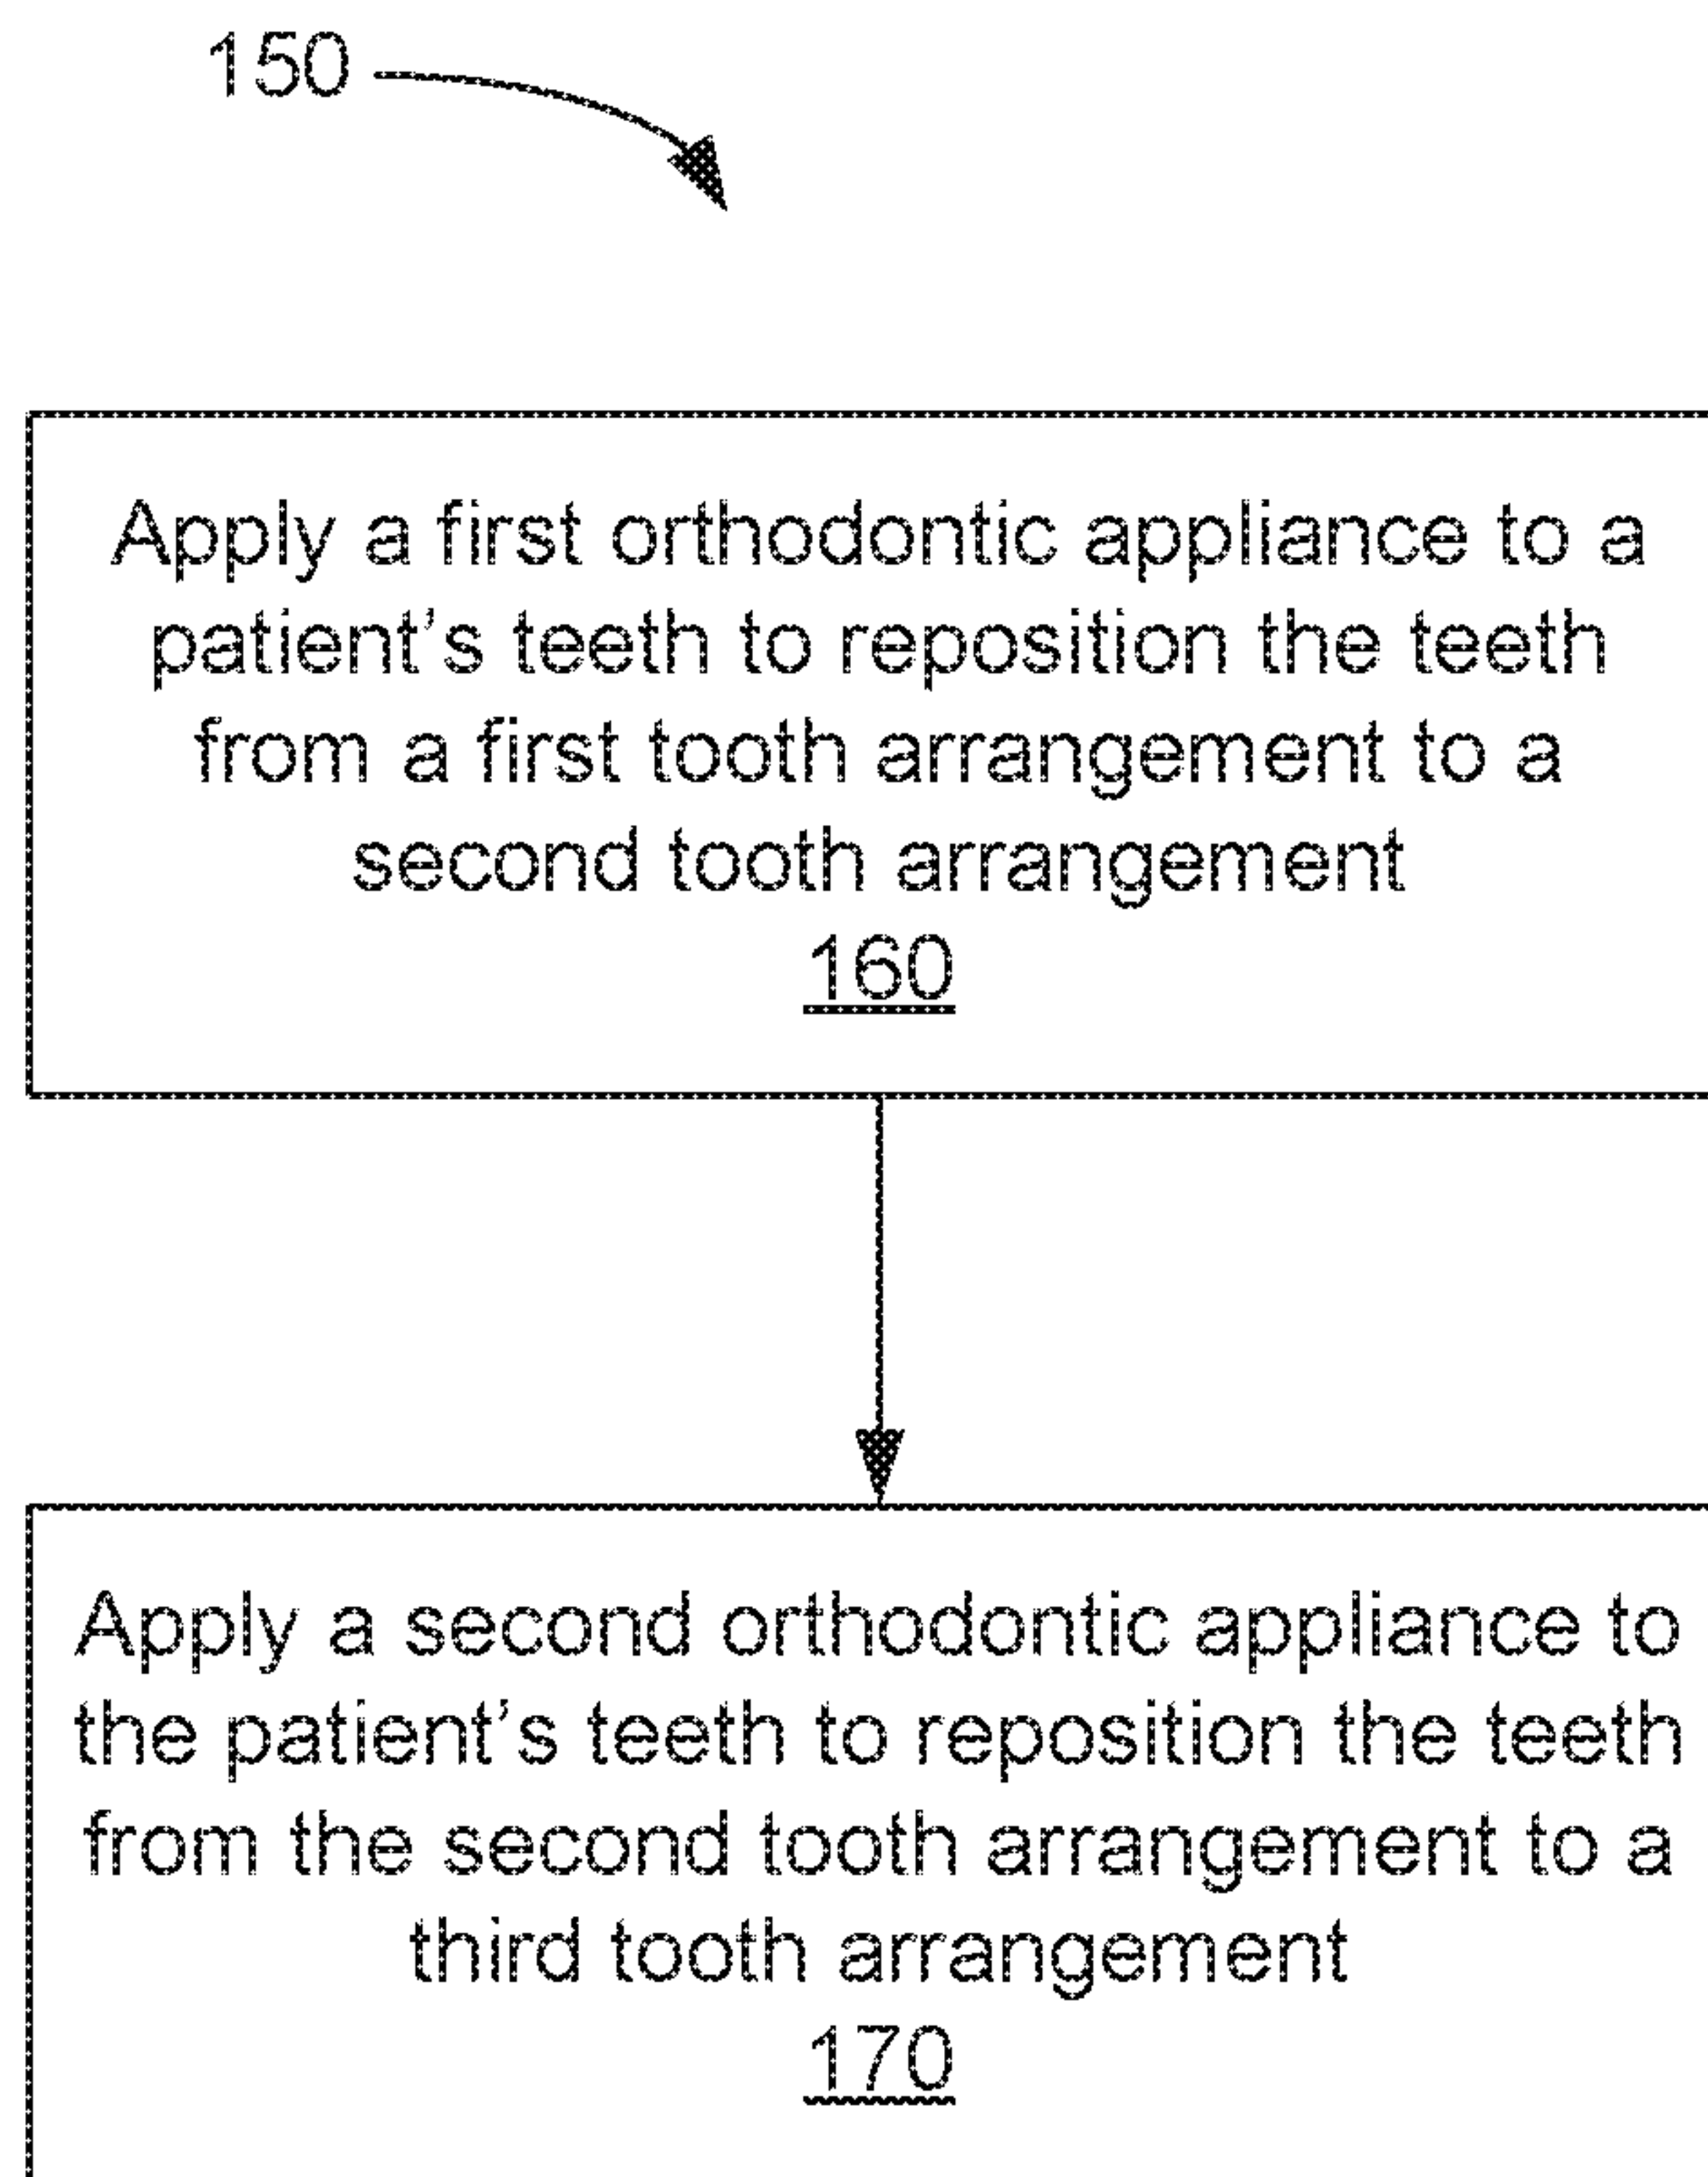 150
Apply a first orthodontic appliance to a
patient’s teeth to reposition the teeth
from a first tooth arrangement to a
second tooth arrangement
160
Apply a second orthodontic appliance to
the patient’s teeth to reposition the teeth
from the second tooth arrangement to a
third tooth arrangement
170